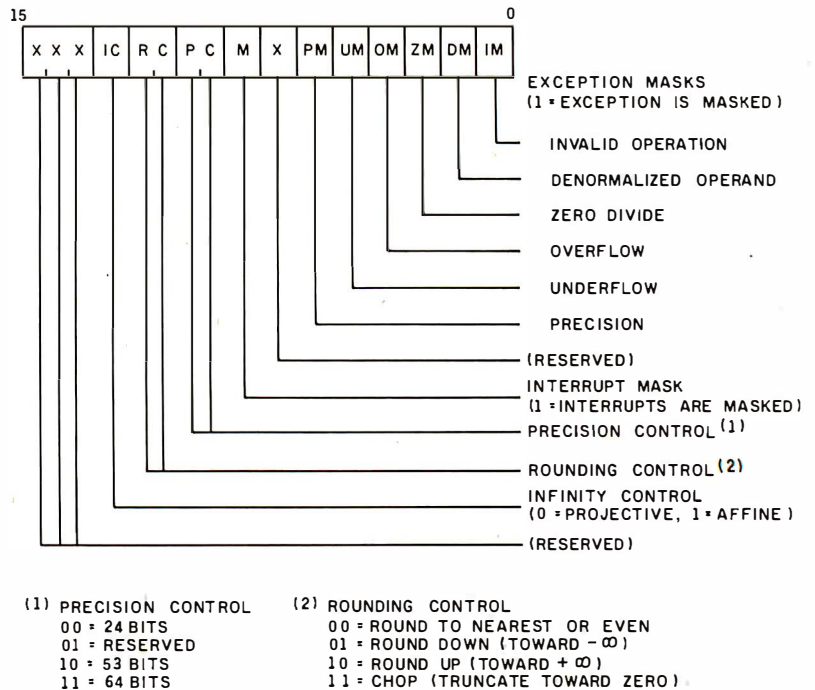 15 0
X X X IC R C P C M X PM UM OM ZM DM IM
EXCEPTION MASKS
(1 = EXCEPTION IS MASKED)
INVALID OPERATION
DENORMALIZED OPERAND
ZERO DIVIDE
OVERFLOW
UNDERFLOW
PRECISION
(RESERVED)
INTERRUPT MASK
(1 = INTERRUPTS ARE MASKED)
PRECISION CONTROL (1)
ROUNDING CONTROL (2)
INFINITY CONTROL
(0 = PROJECTIVE, 1 = AFFINE)
(RESERVED)
(1) PRECISION CONTROL
00 = 24 BITS
01 = RESERVED
10 = 53 BITS
11 = 64 BITS
(2) ROUNDING CONTROL
00 = ROUND TO NEAREST OR EVEN
01 = ROUND DOWN (TOWARD -∞)
10 = ROUND UP (TOWARD +∞)
11 = CHOP (TRUNCATE TOWARD ZERO)